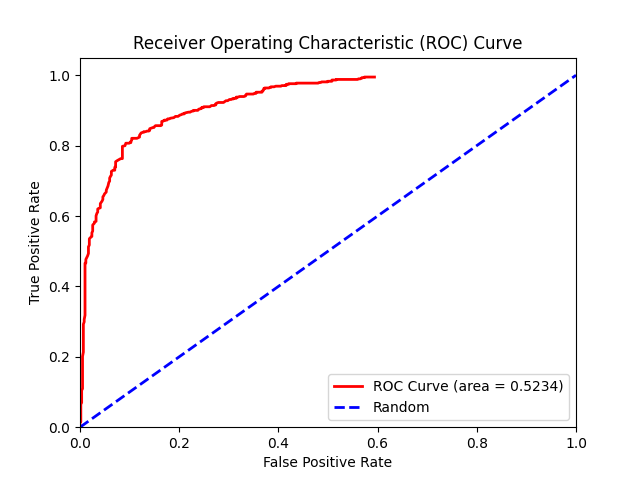 Receiver Operating Characteristic (ROC) Curve
True Positive Rate
1.0
0.8
0.6
0.4
0.2
0.0
ROC Curve (area = 0.5234)
Random
0.0 0.2 0.4 0.6 0.8 1.0
False Positive Rate